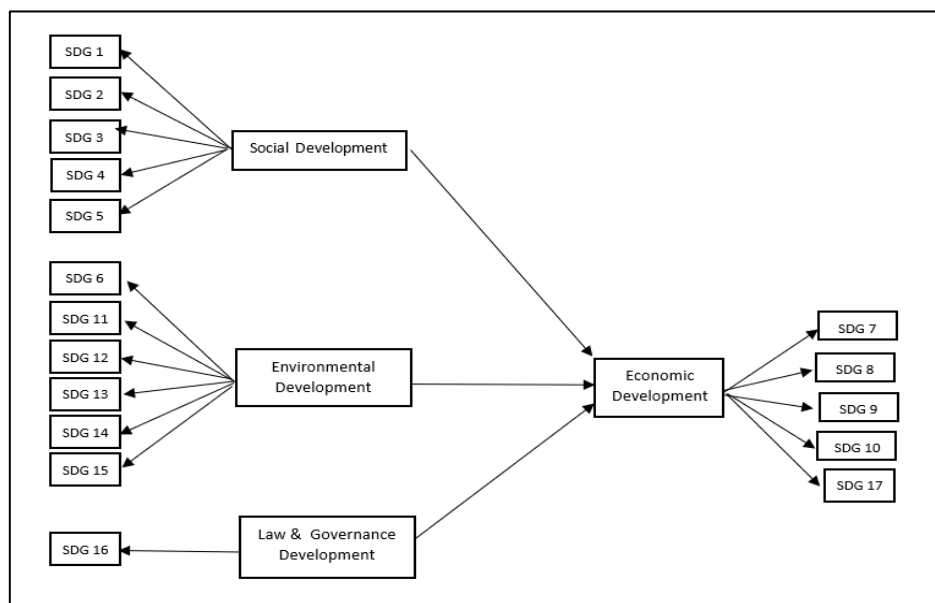 SDG 1
SDG 2
SDG 3
SDG 4
SDG 5
Social Development
SDG 6
SDG 11
SDG 12
SDG 13
SDG 14
SDG 15
Environmental
Development
SDG 16
Law & Governance
Development
Economic
Development
SDG 7
SDG 8
SDG 9
SDG 10
SDG 17